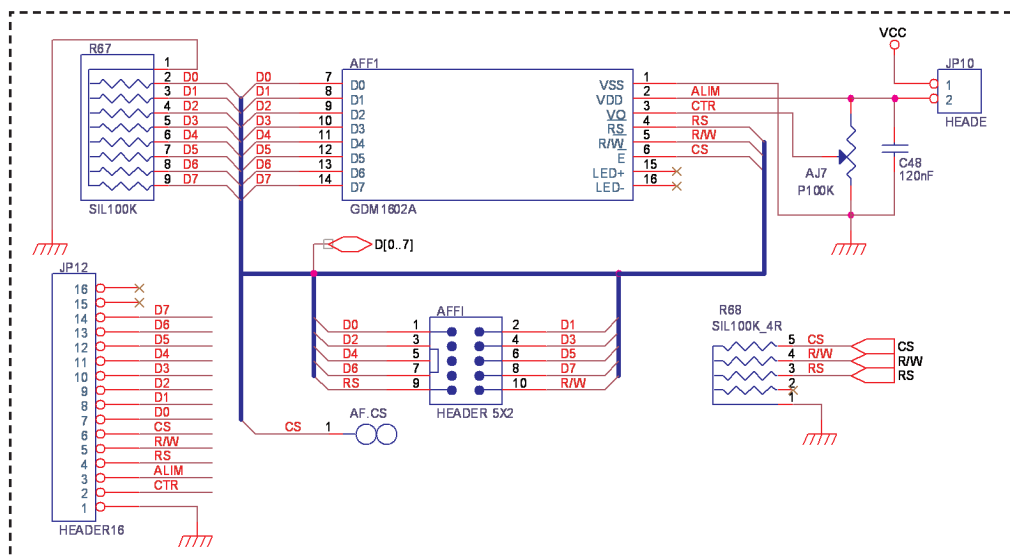 R67
1
2 D0
3 D1
4 D2
5 D3
6 D4
7 D5
8 D6
9 D7
SIL100K
AFF1
D0 7 D0
D1 8 D1
D2 9 D2
D3 10 D3
D4 11 D4
D5 12 D5
D6 13 D6
D7 14 D7
VSS 1
VDD 2 ALIM
VO 3 CTR
RS 4 RS
R/W 5 R/W
E 6 CS
LED+ 15
LED- 16
GDM1602A
VCC
JP10
1
2
HEADE
C48
120nF
AJ7
P100K
D[0..7]
JP12
16
15
14 D7
13 D6
12 D5
11 D4
10 D3
9 D2
8 D1
7 D0
6 CS
5 R/W
4 RS
3 ALIM
2 CTR
1
HEADER16
AFFI
D0 1 2 D1
D2 3 4 D3
D4 5 6 D5
D6 7 8 D7
RS 9 10 R/W
HEADER 5X2
AF.CS
CS 1
R68
SIL100K_4R
5 CS CS
4 R/W R/W
3 RS RS
2
1